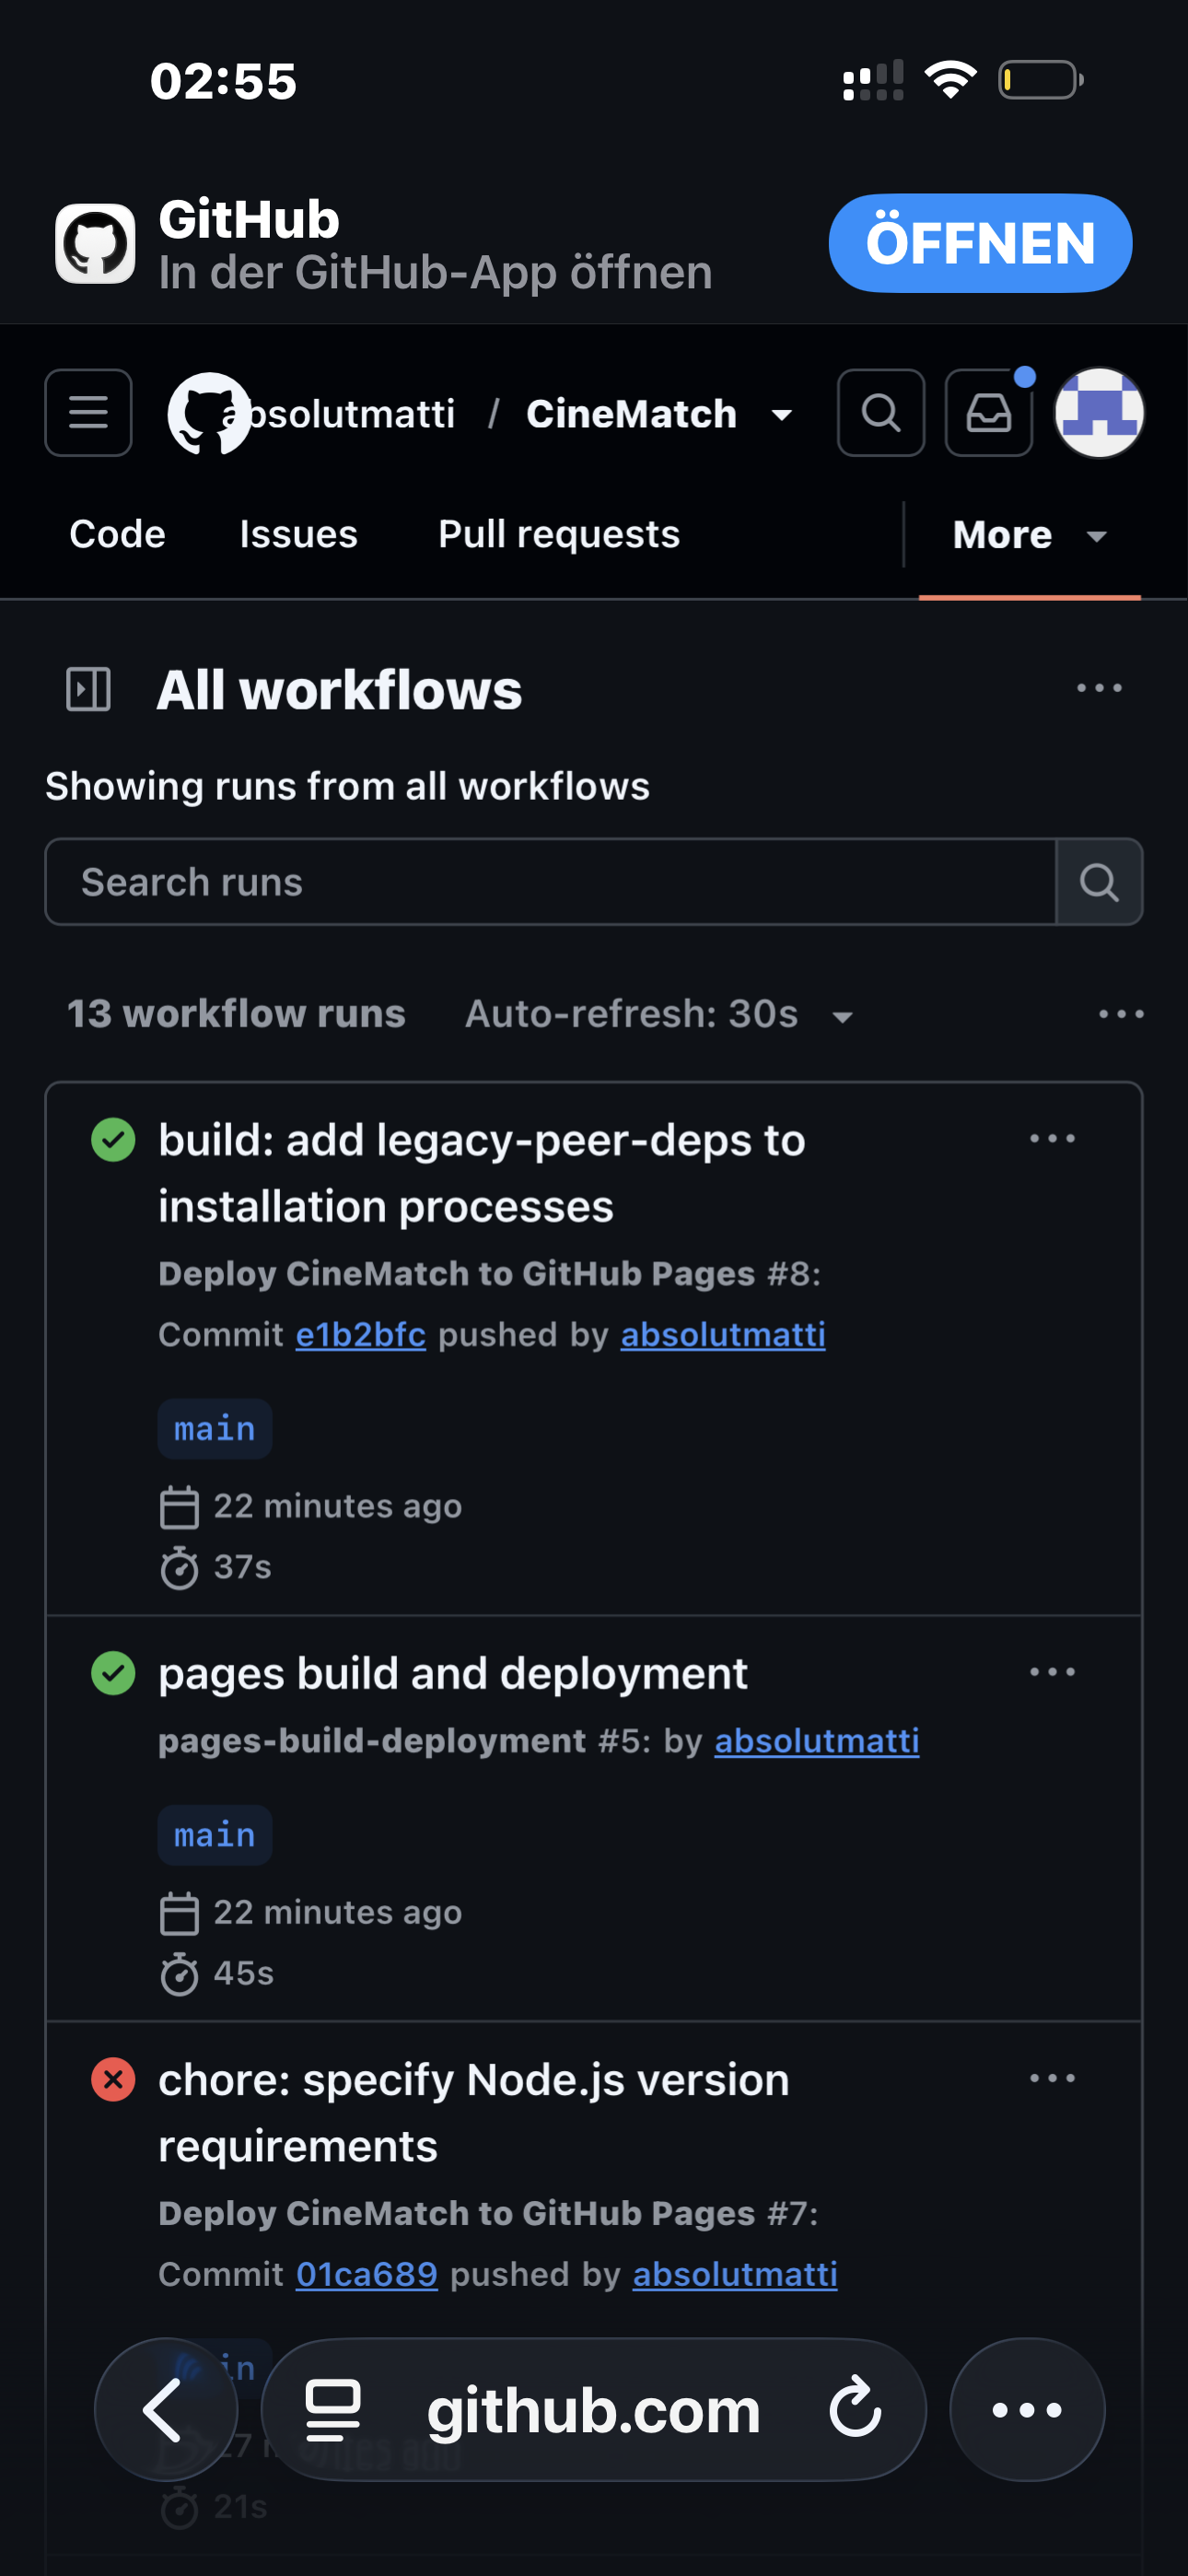 02:55
GitHub
In der GitHub-App öffnen
ÖFFNEN
absolutmatti / CineMatch
Code Issues Pull requests More
All workflows
Showing runs from all workflows
Search runs
13 workflow runs Auto-refresh: 30s
build: add legacy-peer-deps to
installation processes
Deploy CineMatch to GitHub Pages #8:
Commit e1b2bfc pushed by absolutmatti
main
22 minutes ago
37s
pages build and deployment
pages-build-deployment #5: by absolutmatti
main
22 minutes ago
45s
chore: specify Node.js version
requirements
Deploy CineMatch to GitHub Pages #7:
Commit 01ca689 pushed by absolutmatti
github.com
21s